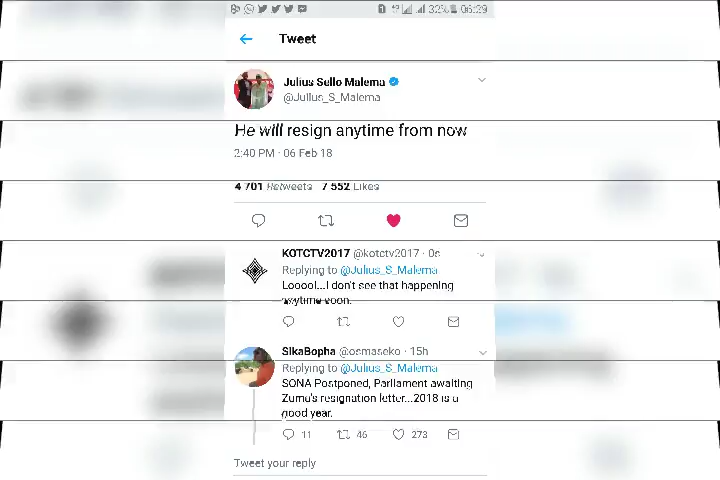 32% 06:29
Tweet
Julius Sello Malema
@Julius_S_Malema
He will resign anytime from now
2:40 PM · 06 Feb 18
4 701 Retweets 7 552 Likes
KOTCTV2017 @kotctv2017 · 0s
Replying to @Julius_S_Malema
Looool...I don't see that happening
anytime soon.
SikaBopha @osmaseko · 15h
Replying to @Julius_S_Malema
SONA Postponed, Parliament awaiting
Zuma's resignation letter...2018 is a
good year.
11 46 273
Tweet your reply